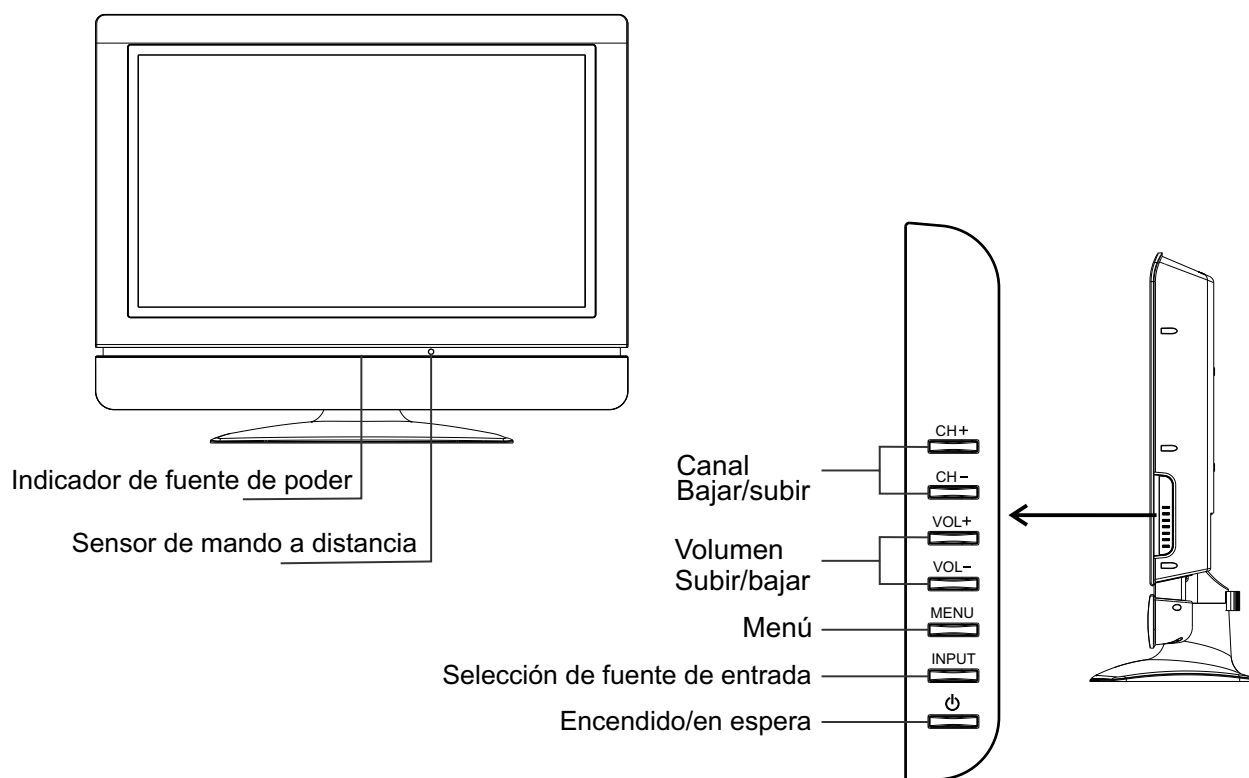 Indicador de fuente de poder
Sensor de mando a distancia
CH+
Canal
Bajar/subir
CH-
VOL+
Volumen
Subir/bajar
VOL-
MENU
Menú
INPUT
Selección de fuente de entrada
Encendido/en espera